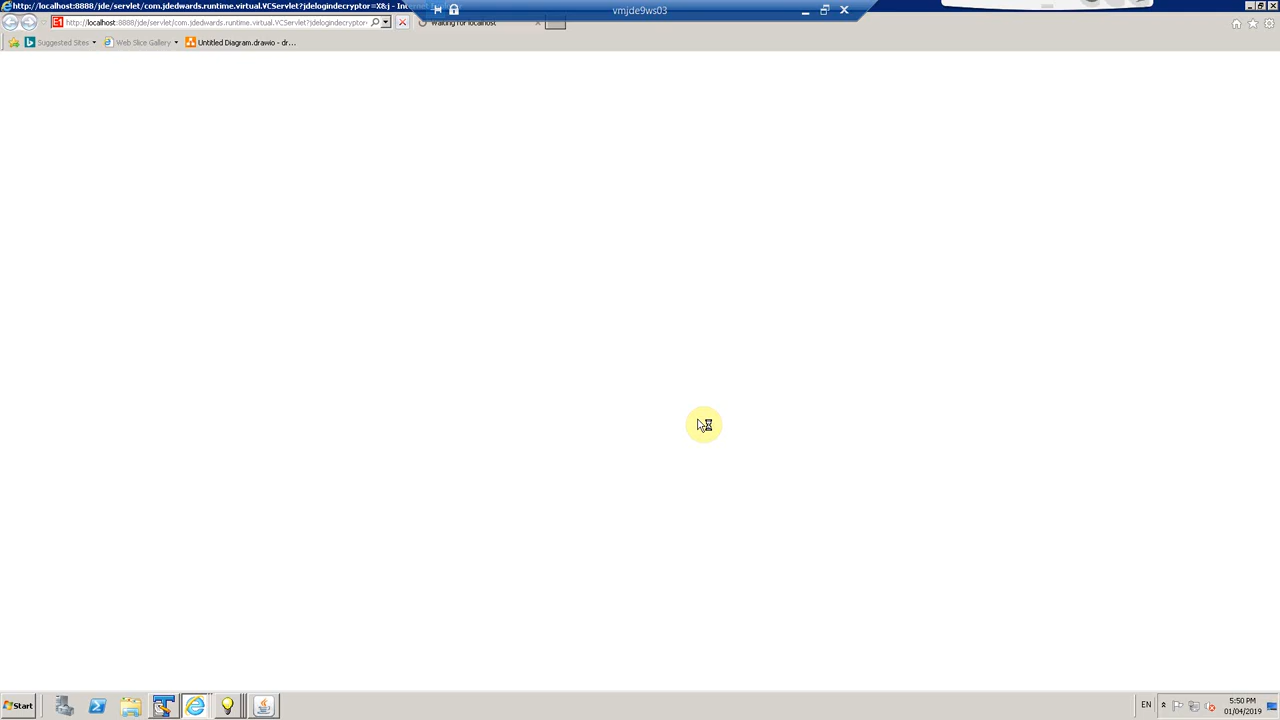 http://localhost:8888/jde/servlet/com.jdedwards.runtime.virtual.VCServlet?jdelogindecryptor=X8j - Intern
vmjde9ws03
http://localhost:8888/jde/servlet/com.jdedwards.runtime.virtual.VCServlet?jdelogindecryptor=
Waiting for localhost
Suggested Sites
Web Slice Gallery
Untitled Diagram.drawio - dr...
Start
EN
5:50 PM
01/04/2019